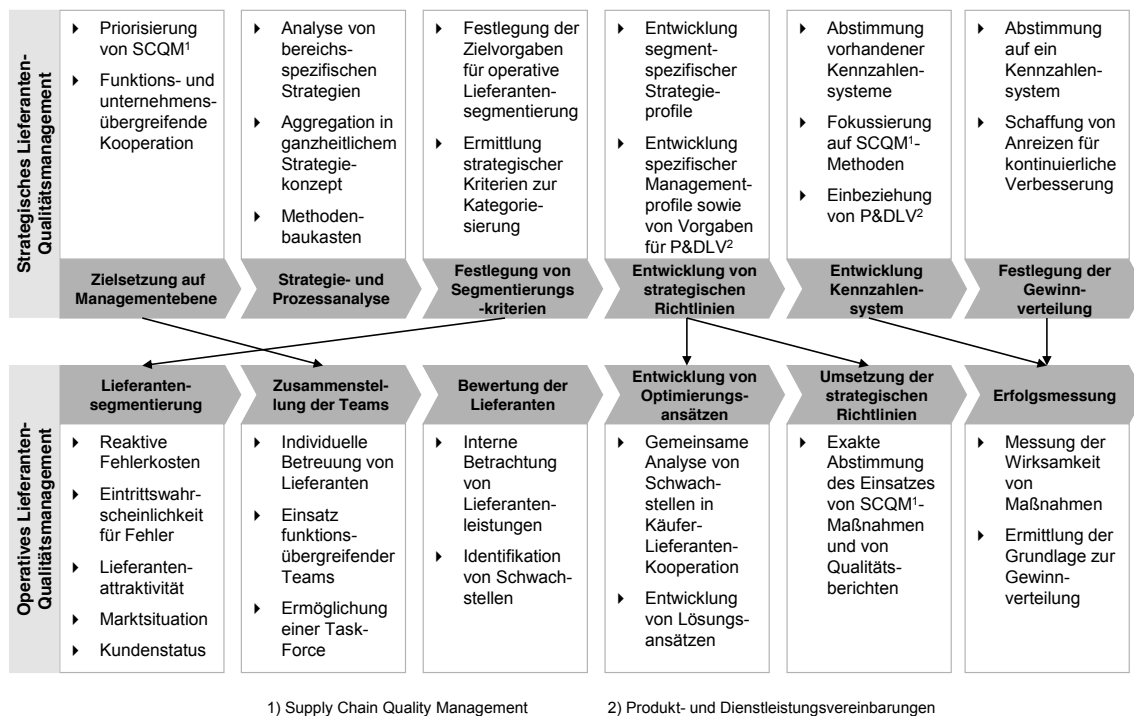 Strategisches Lieferanten-
Qualitätsmanagement
Priorisierung
von SCQM¹
Funktions- und
unternehmens-
übergreifende
Kooperation
Zielsetzung auf
Managementebene
Analyse von
bereichs-
spezifischen
Strategien
Aggregation in
ganzheitlichem
Strategie-
konzept
Methoden-
baukasten
Strategie- und
Prozessanalyse
Festlegung der
Zielvorgaben
für operative
Lieferanten-
segmentierung
Ermittlung
strategischer
Kriterien zur
Kategorie-
sierung
Festlegung von
Segmentierungs
-kriterien
Entwicklung
segment-
spezifischer
Strategie-
profile
Entwicklung
spezifischer
Management-
profile sowie
von Vorgaben
für P&DLV²
Entwicklung von
strategischen
Richtlinien
Abstimmung
vorhandener
Kennzahlen-
systeme
Fokussierung
auf SCQM¹-
Methoden
Einbeziehung
von P&DLV²
Entwicklung
Kennzahlen-
system
Abstimmung
auf ein
Kennzahlen-
system
Schaffung von
Anreizen für
kontinuierliche
Verbesserung
Festlegung der
Gewinn-
verteilung
Operatives Lieferanten-
Qualitätsmanagement
Lieferanten-
segmentierung
Reaktive
Fehlerkosten
Eintrittswahr-
scheinlichkeit
für Fehler
Lieferanten-
attraktivität
Marktsituation
Kundenstatus
Zusammenstel-
lung der Teams
Individuelle
Betreuung von
Lieferanten
Einsatz
funktions-
übergreifender
Teams
Ermöglichung
einer Task-
Force
Bewertung der
Lieferanten
Interne
Betrachtung
von
Lieferanten-
leistungen
Identifikation
von Schwach-
stellen
Entwicklung von
Optimierungs-
ansätzen
Gemeinsame
Analyse von
Schwach-
stellen in
Käufer-
Lieferanten-
Kooperation
Entwicklung
von Lösungs-
ansätzen
Umsetzung der
strategischen
Richtlinien
Exakte
Abstimmung
des Einsatzes
von SCQM¹-
Maßnahmen
und von
Qualitäts-
berichten
Erfolgsmessung
Messung der
Wirksamkeit
von
Maßnahmen
Ermittlung der
Grundlage zur
Gewinn-
verteilung
1) Supply Chain Quality Management
2) Produkt- und Dienstleistungsvereinbarungen